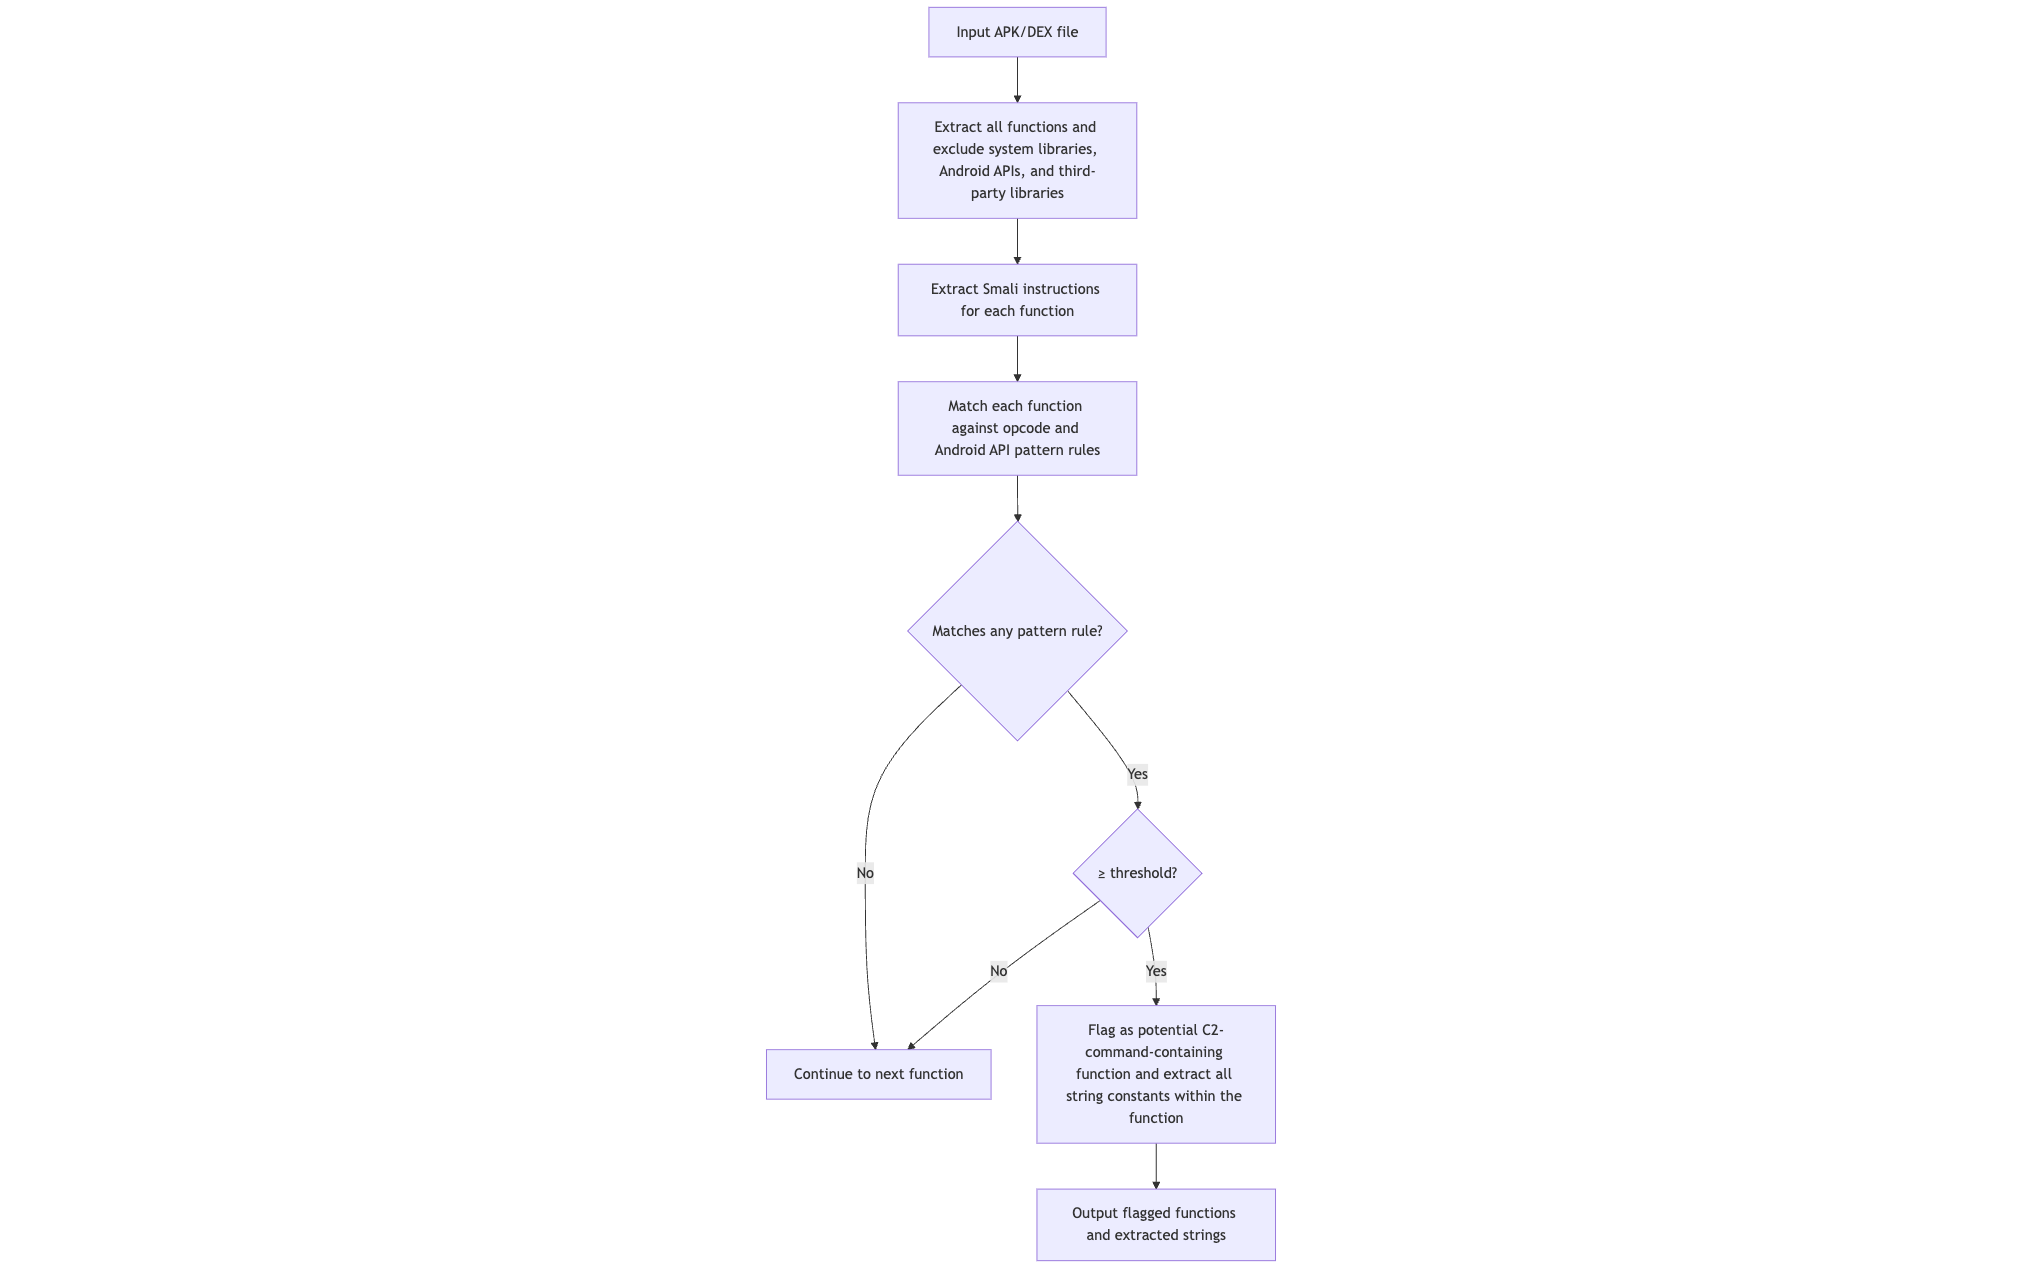 Input APK/DEX file
Extract all functions and
exclude system libraries,
Android APIs, and third-
party libraries
Extract Smali instructions
for each function
Match each function
against opcode and
Android API pattern rules
Matches any pattern rule?
Yes
No
≥ threshold?
No
Yes
Continue to next function
Flag as potential C2-
command-containing
function and extract all
string constants within the
function
Output flagged functions
and extracted strings